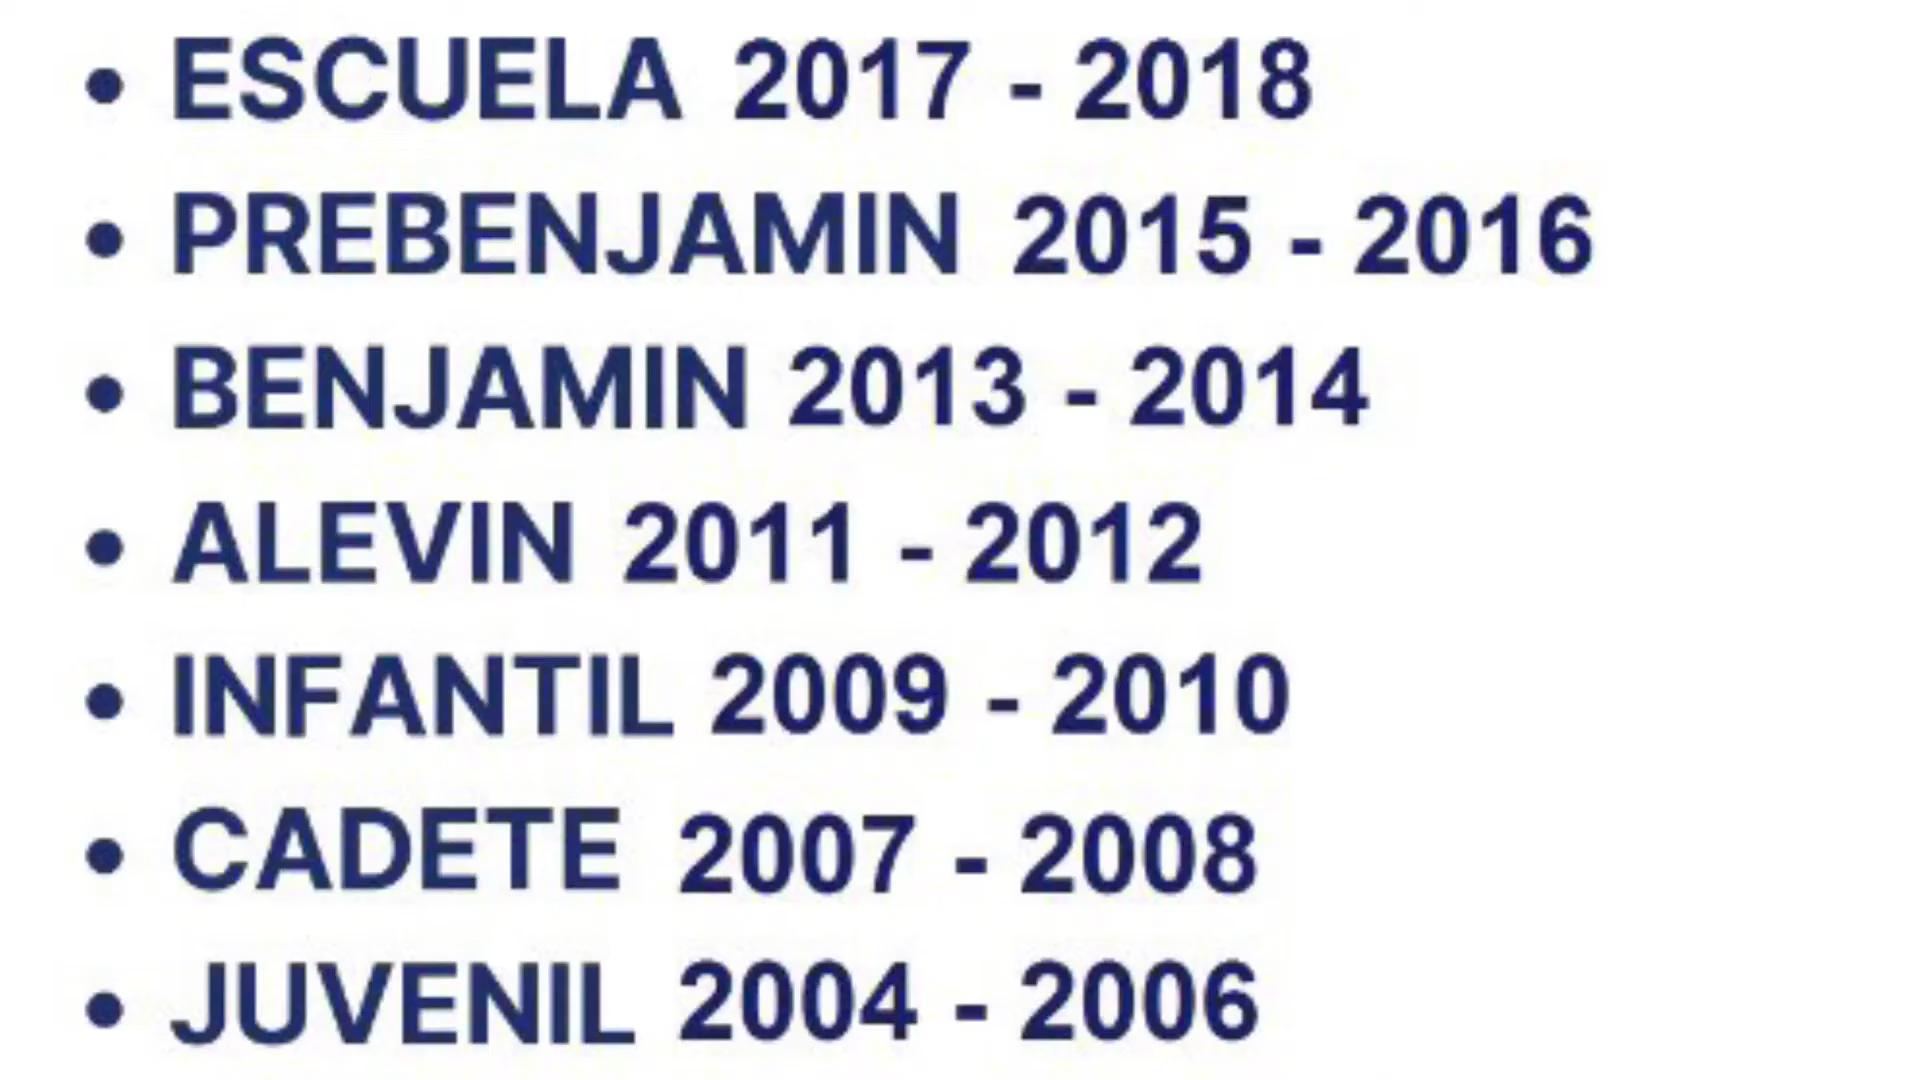 • ESCUELA 2017 - 2018
• PREBENJAMIN 2015 - 2016
• BENJAMIN 2013 - 2014
• ALEVIN 2011 - 2012
• INFANTIL 2009 - 2010
• CADETE 2007 - 2008
• JUVENIL 2004 - 2006